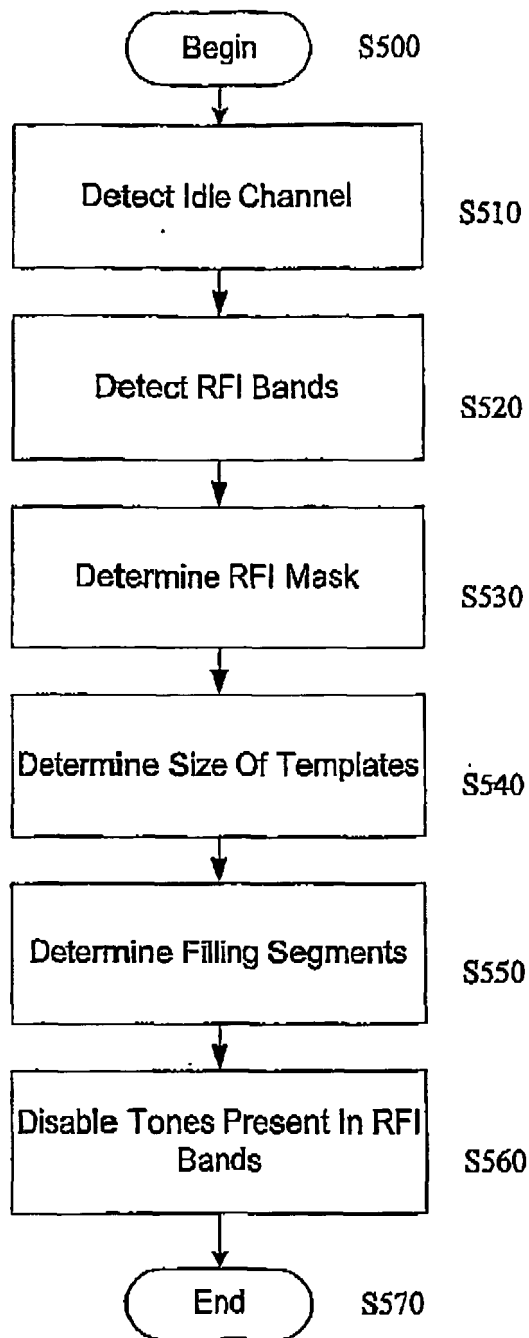 Begin S500
Detect Idle Channel
S510
Detect RFI Bands
S520
Determine RFI Mask
S530
Determine Size Of Templates
S540
Determine Filling Segments
S550
Disable Tones Present In RFI
Bands
S560
End S570